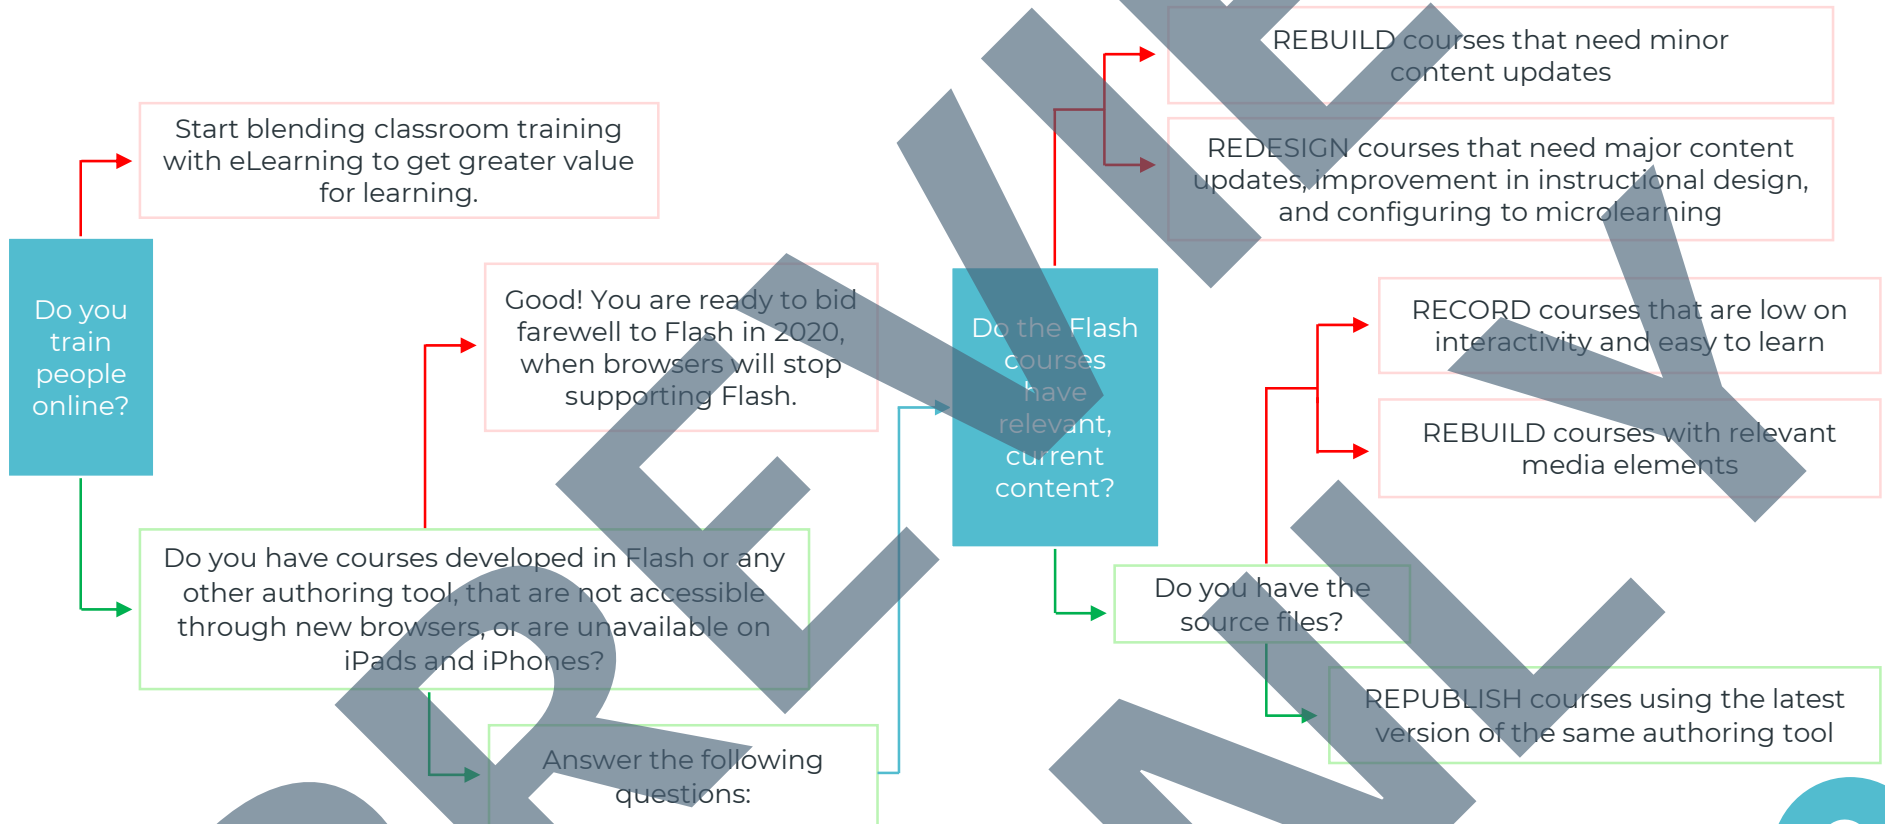 Do you
train
people
online?
Start blending classroom training
with eLearning to get greater value
for learning.
Good! You are ready to bid
farewell to Flash in 2020,
when browsers will stop
supporting Flash.
Do you have courses developed in Flash or any
other authoring tool, that are not accessible
through new browsers, or are unavailable on
iPads and iPhones?
Answer the following
questions:
Do the Flash
courses
have
relevant,
current
content?
REBUILD courses that need minor
content updates
REDESIGN courses that need major content
updates, improvement in instructional design,
and configuring to microlearning
Do you have the
source files?
RECORD courses that are low on
interactivity and easy to learn
REBUILD courses with relevant
media elements
REPUBLISH courses using the latest
version of the same authoring tool
PREVIEW
ONLY